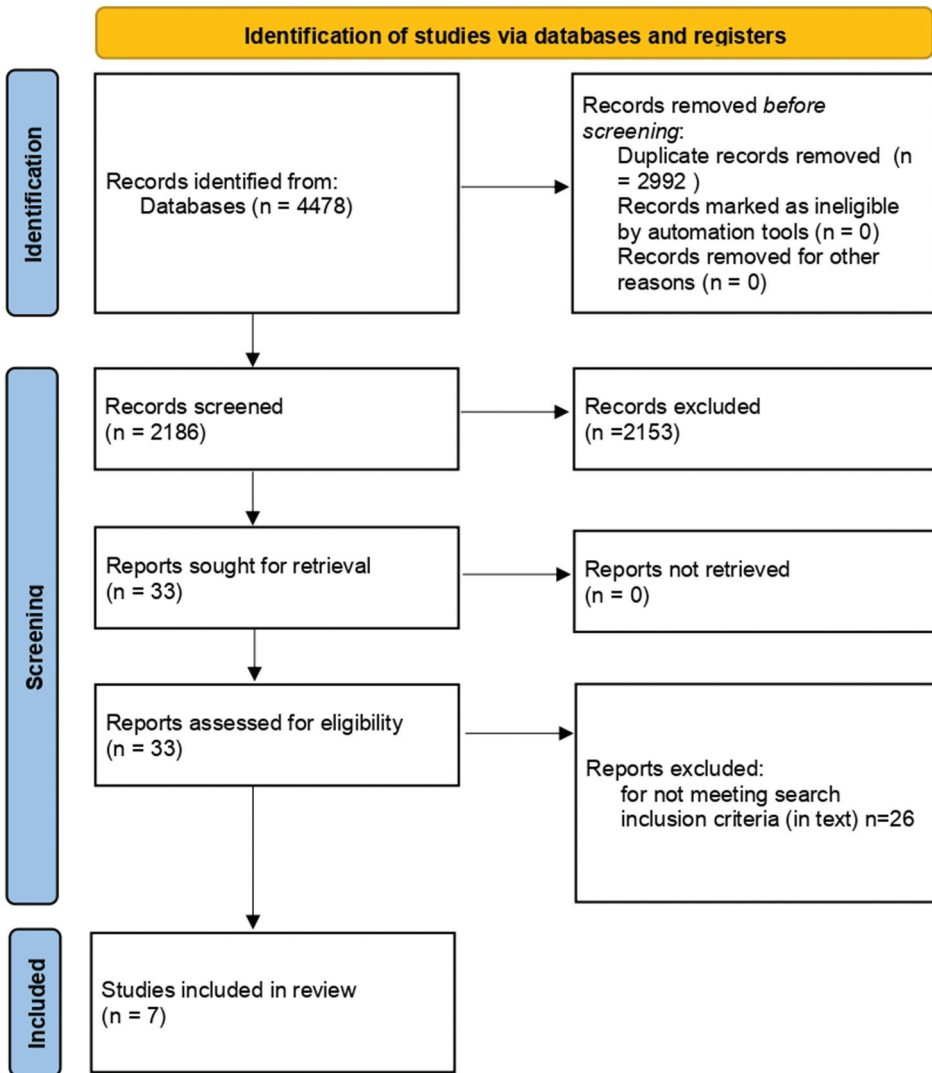 Identification of studies via databases and registers
Identification
Records identified from:
Databases (n = 4478)
Records removed before
screening:
Duplicate records removed (n
= 2992 )
Records marked as ineligible
by automation tools (n = 0)
Records removed for other
reasons (n = 0)
Screening
Records screened
(n = 2186)
Records excluded
(n =2153)
Reports sought for retrieval
(n = 33)
Reports not retrieved
(n = 0)
Reports assessed for eligibility
(n = 33)
Reports excluded:
for not meeting search
inclusion criteria (in text) n=26
Included
Studies included in review
(n = 7)